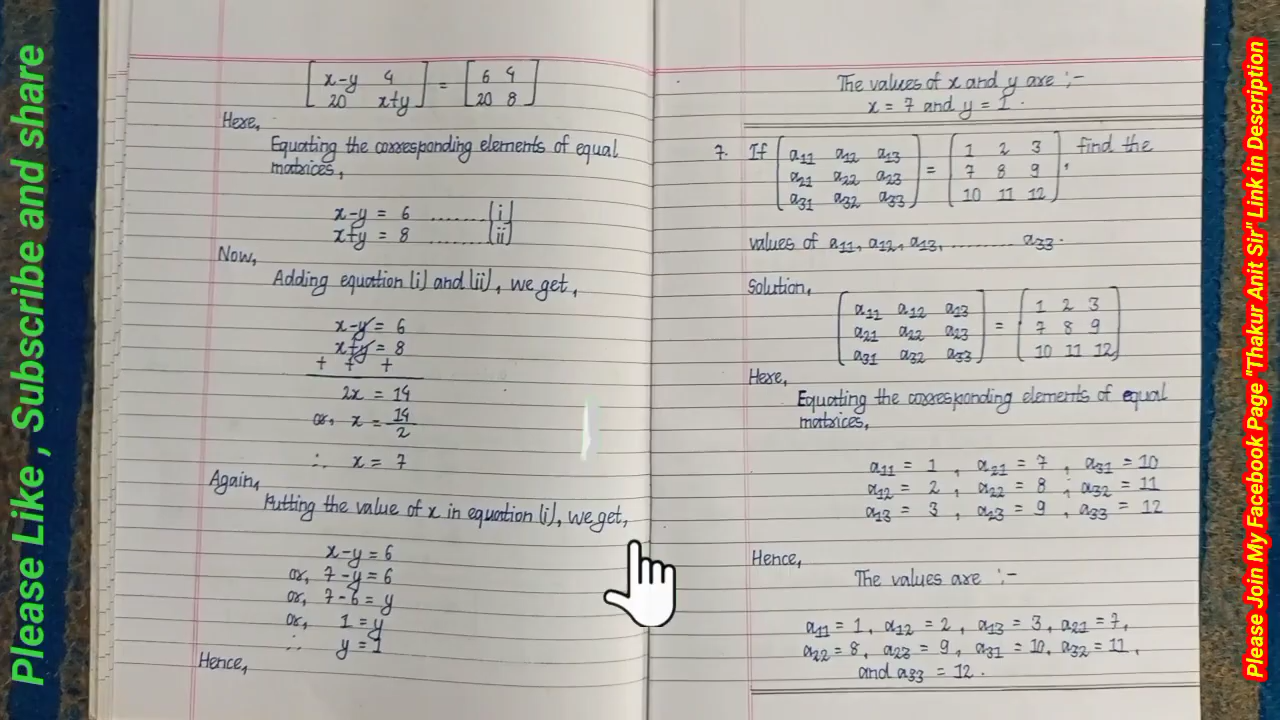 Please Like , Subscribe and share
[ x-y 4 ] = [ 6 4 ]
[ 20 x+y ] [ 20 8 ]
Here,
Equating the corresponding elements of equal
matrices,
x-y = 6 ........(i)
x+y = 8 ........(ii)
Now,
Adding equation (i) and (ii), we get,
x-y = 6
x+y = 8
+ + +
2x = 14
or, x = 14/2
∴ x = 7
Again,
Putting the value of x in equation (i), we get,
x-y = 6
or, 7-y = 6
or, 7-6 = y
or, 1 = y
∴ y = 1
Hence,
The values of x and y are :-
x = 7 and y = 1.
7. If [ a11 a12 a13 ] = [ 1 2 3 ] , find the
[ a21 a22 a23 ] [ 7 8 9 ]
[ a31 a32 a33 ] [ 10 11 12 ]
values of a11, a12, a13, .......... a33.
Solution,
[ a11 a12 a13 ] = [ 1 2 3 ]
[ a21 a22 a23 ] [ 7 8 9 ]
[ a31 a32 a33 ] [ 10 11 12 ]
Here,
Equating the corresponding elements of equal
matrices,
a11 = 1 , a21 = 7 , a31 = 10
a12 = 2 , a22 = 8 , a32 = 11
a13 = 3 , a23 = 9 , a33 = 12
Hence,
The values are :-
a11 = 1, a12 = 2, a13 = 3, a21 = 7,
a22 = 8, a23 = 9, a31 = 10, a32 = 11,
and a33 = 12.
Please Join My Facebook Page "Thakur Anit Sir" Link in Description